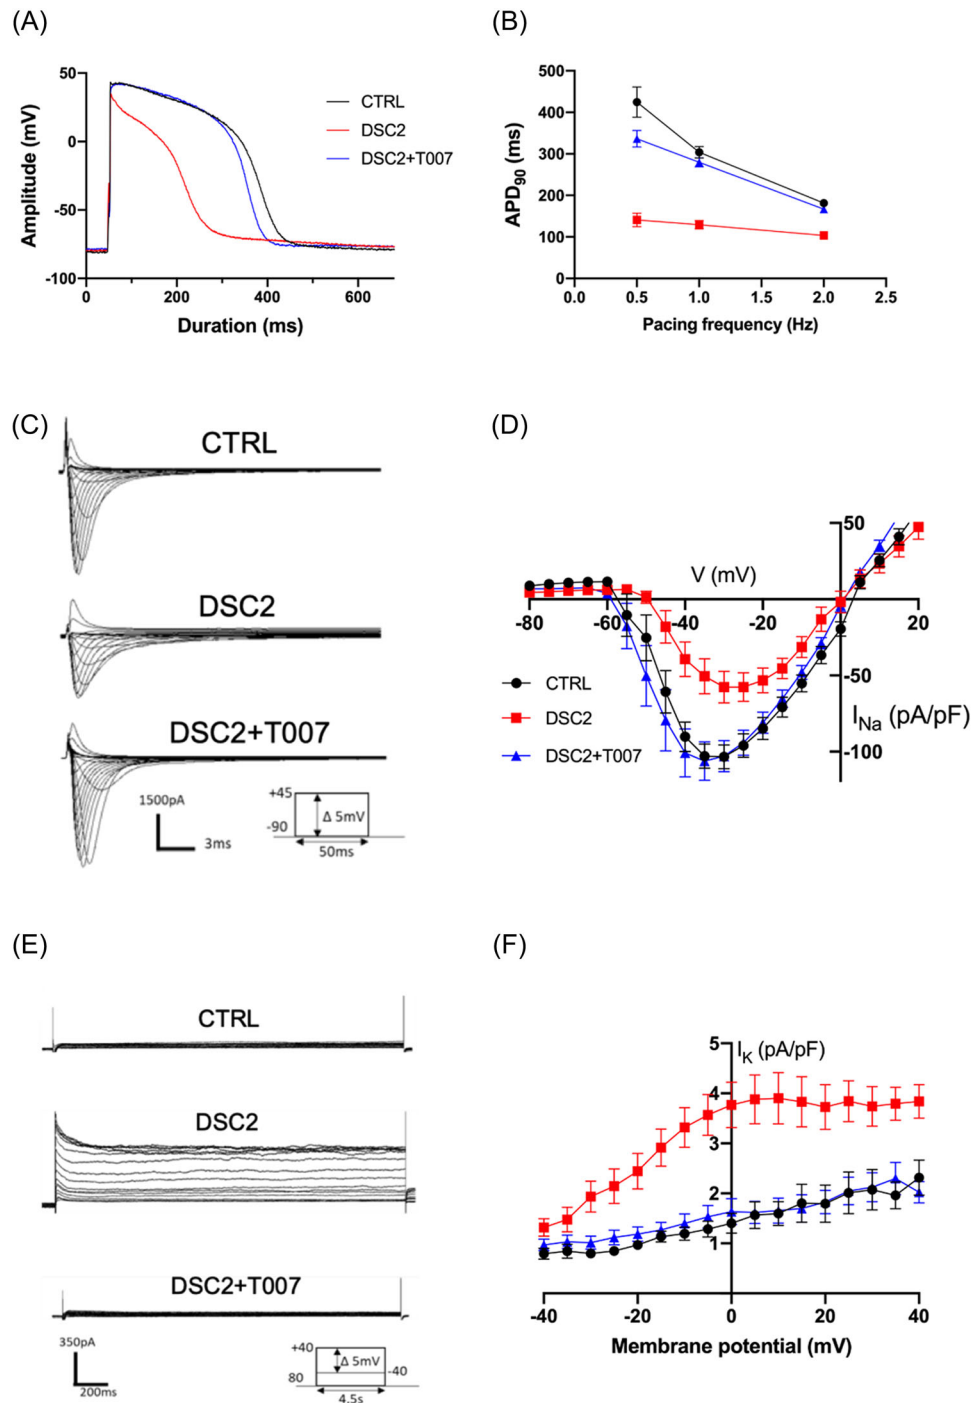 (A)
50
0
-50
-100
Amplitude (mV)
0 200 400 600
Duration (ms)
CTRL
DSC2
DSC2+T007
(B)
500
400
300
200
100
0
APD90 (ms)
0.0 0.5 1.0 1.5 2.0 2.5
Pacing frequency (Hz)
(C)
CTRL
DSC2
DSC2+T007
1500pA
3ms
+45
Δ 5mV
-90
50ms
(D)
50
V (mV)
-80 -60 -40 -20 20
-50
INa (pA/pF)
-100
CTRL
DSC2
DSC2+T007
(E)
CTRL
DSC2
DSC2+T007
350pA
200ms
+40
Δ 5mV
-40
80
4.5s
(F)
5
IK (pA/pF)
4
3
2
1
-40 -20 0 20 40
Membrane potential (mV)